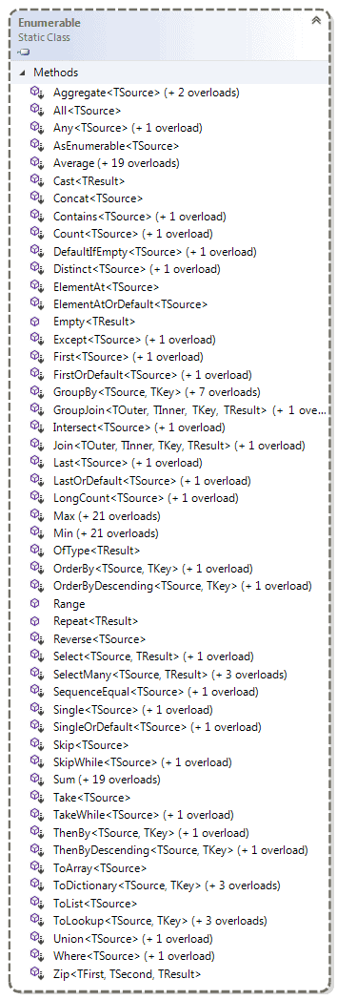 Enumerable
Static Class
Methods
Aggregate<TSource> (+ 2 overloads)
All<TSource>
Any<TSource> (+ 1 overload)
AsEnumerable<TSource>
Average (+ 19 overloads)
Cast<TResult>
Concat<TSource>
Contains<TSource> (+ 1 overload)
Count<TSource> (+ 1 overload)
DefaultIfEmpty<TSource> (+ 1 overload)
Distinct<TSource> (+ 1 overload)
ElementAt<TSource>
ElementAtOrDefault<TSource>
Empty<TResult>
Except<TSource> (+ 1 overload)
First<TSource> (+ 1 overload)
FirstOrDefault<TSource> (+ 1 overload)
GroupBy<TSource, TKey> (+ 7 overloads)
GroupJoin<TOuter, TInner, TKey, TResult> (+ 1 ove...
Intersect<TSource> (+ 1 overload)
Join<TOuter, TInner, TKey, TResult> (+ 1 overload)
Last<TSource> (+ 1 overload)
LastOrDefault<TSource> (+ 1 overload)
LongCount<TSource> (+ 1 overload)
Max (+ 21 overloads)
Min (+ 21 overloads)
OfType<TResult>
OrderBy<TSource, TKey> (+ 1 overload)
OrderByDescending<TSource, TKey> (+ 1 overload)
Range
Repeat<TResult>
Reverse<TSource>
Select<TSource, TResult> (+ 1 overload)
SelectMany<TSource, TResult> (+ 3 overloads)
SequenceEqual<TSource> (+ 1 overload)
Single<TSource> (+ 1 overload)
SingleOrDefault<TSource> (+ 1 overload)
Skip<TSource>
SkipWhile<TSource> (+ 1 overload)
Sum (+ 19 overloads)
Take<TSource>
TakeWhile<TSource> (+ 1 overload)
ThenBy<TSource, TKey> (+ 1 overload)
ThenByDescending<TSource, TKey> (+ 1 overload)
ToArray<TSource>
ToDictionary<TSource, TKey> (+ 3 overloads)
ToList<TSource>
ToLookup<TSource, TKey> (+ 3 overloads)
Union<TSource> (+ 1 overload)
Where<TSource> (+ 1 overload)
Zip<TFirst, TSecond, TResult>